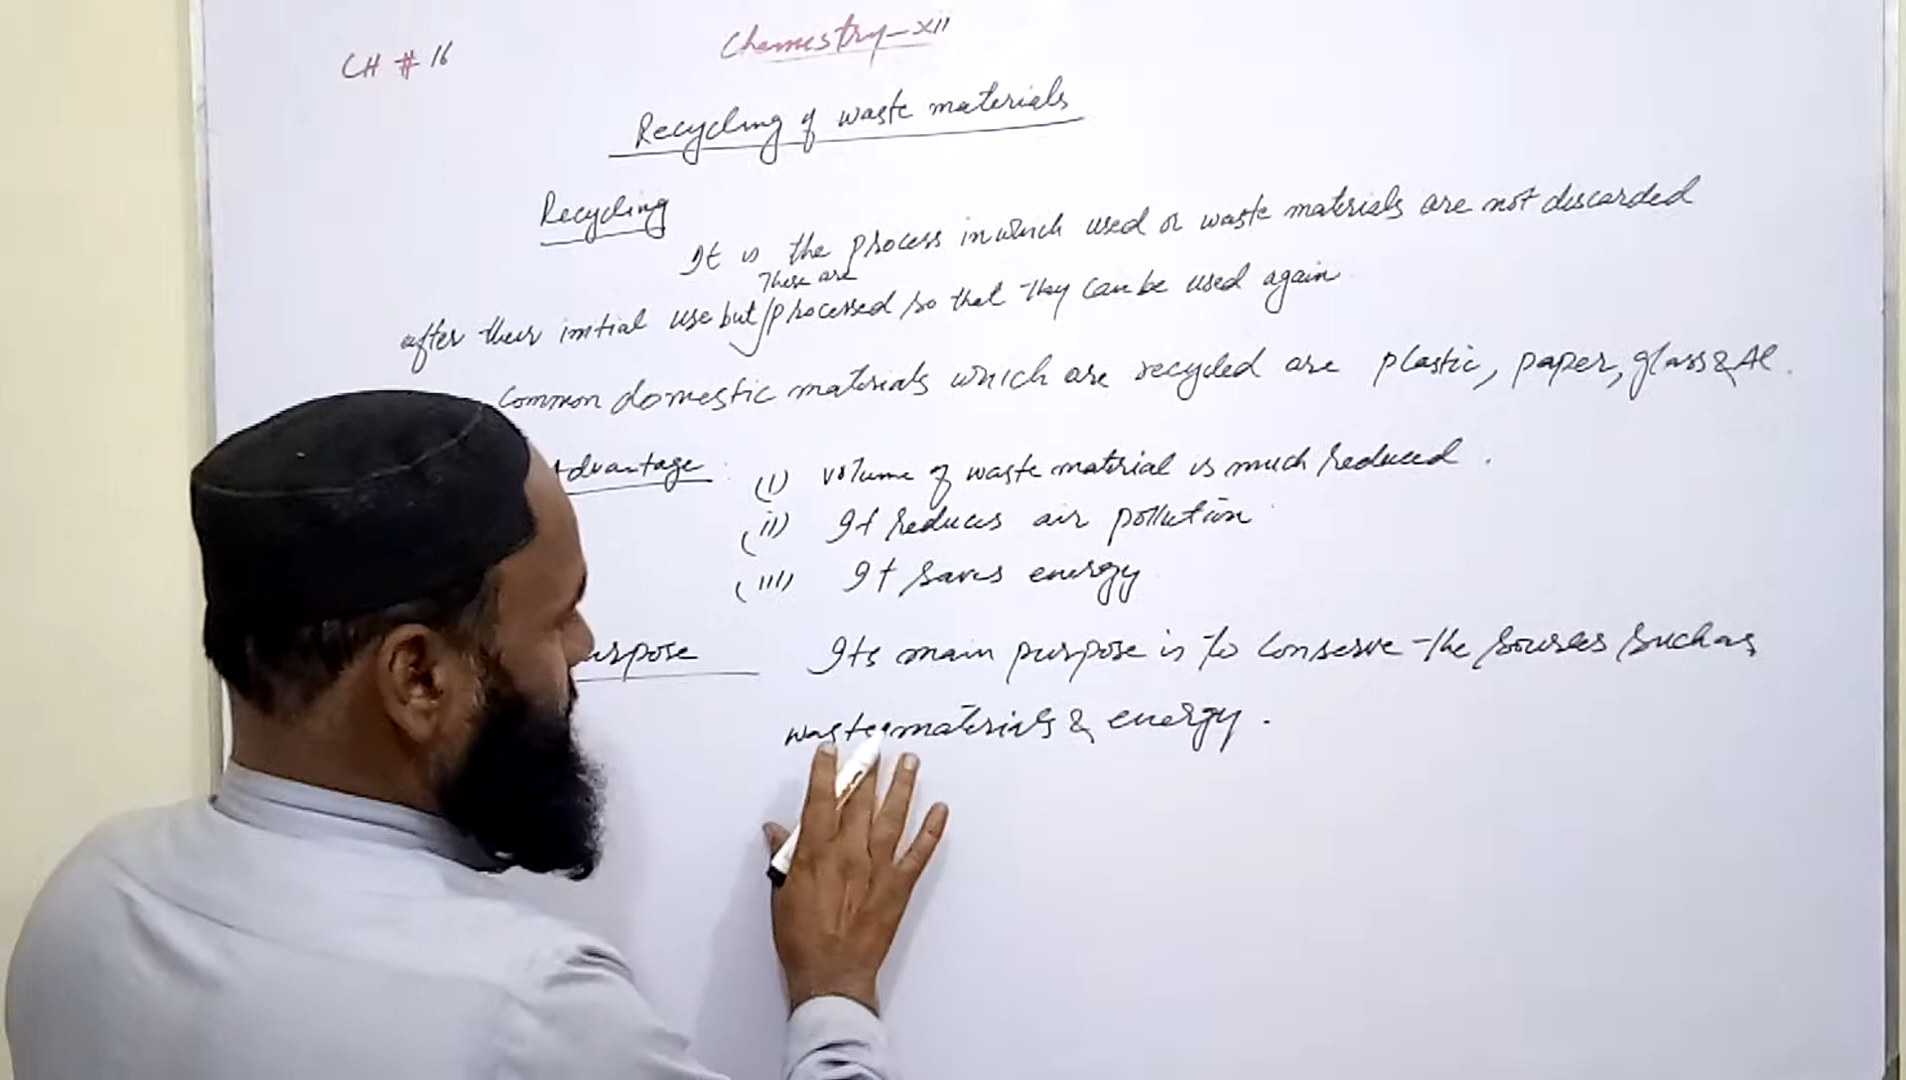 CH # 16
Chemestry-XII
Recycling of waste materials
Recycling
It is the process in which used or waste materials are not discarded
These are
after their initial use but / processed so that they can be used again
Common domestic materials which are recycled are plastic, paper, glass & Al.
dvantage (i) volume of waste material is much reduced.
(ii) It reduces air pollution
(iii) It saves energy
urpose Its main purpose is to conserve the sourses such as
waste materials & energy.